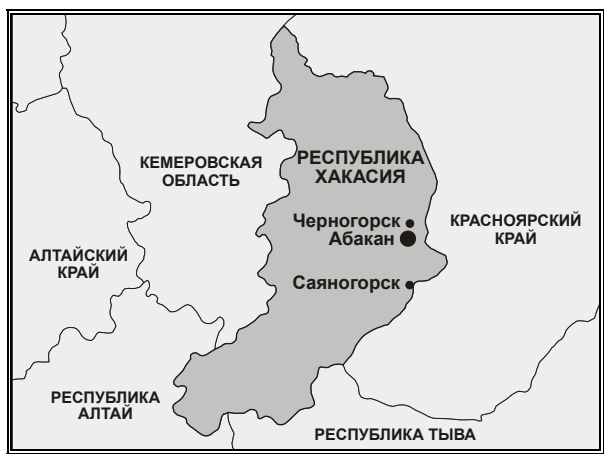 КЕМЕРОВСКАЯ
ОБЛАСТЬ
РЕСПУБЛИКА
ХАКАСИЯ
Черногорск
Абакан
КРАСНОЯРСКИЙ
КРАЙ
АЛТАЙСКИЙ
КРАЙ
Саяногорск
РЕСПУБЛИКА
АЛТАЙ
РЕСПУБЛИКА ТЫВА